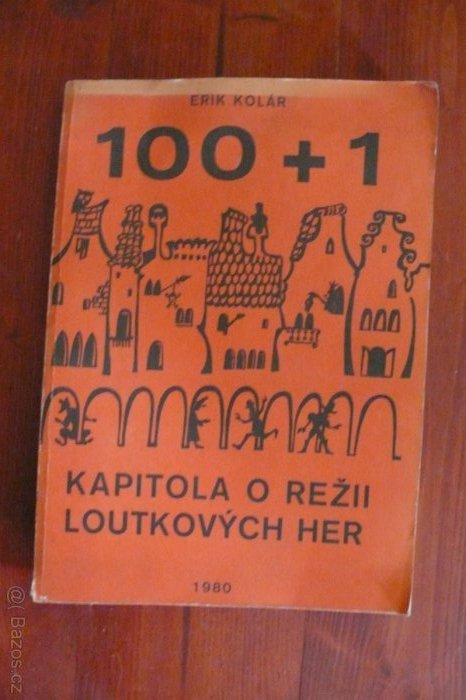 ERIK KOLÁR
100 + 1
KAPITOLA O REŽII
LOUTKOVÝCH HER
1980
@( Bazos.cz